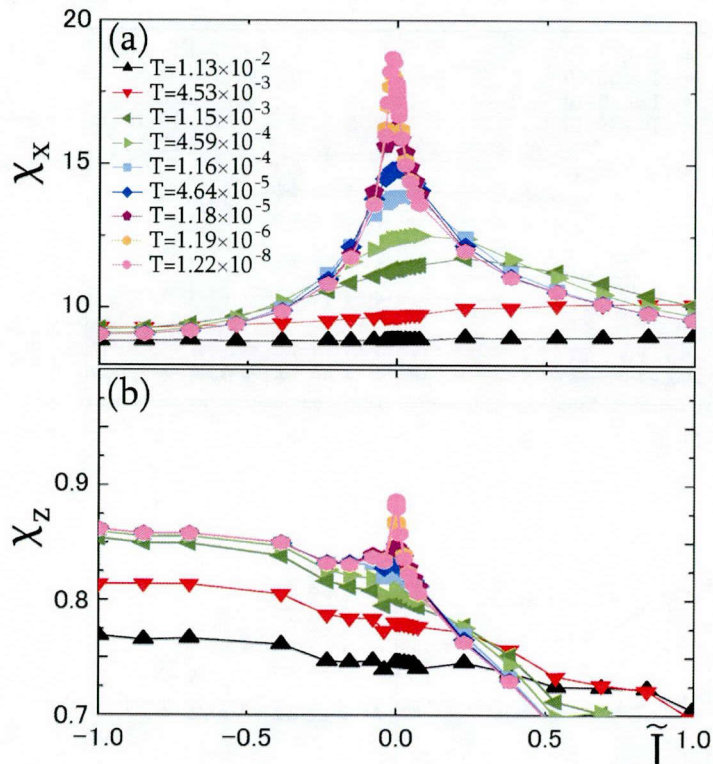 20
(a)
T=1.13×10⁻²
T=4.53×10⁻³
T=1.15×10⁻³
T=4.59×10⁻⁴
T=1.16×10⁻⁴
T=4.64×10⁻⁵
T=1.18×10⁻⁵
T=1.19×10⁻⁶
T=1.22×10⁻⁸
15
χₓ
10
(b)
0.9
χ_z
0.8
0.7
-1.0 -0.5 0.0 0.5 1.0